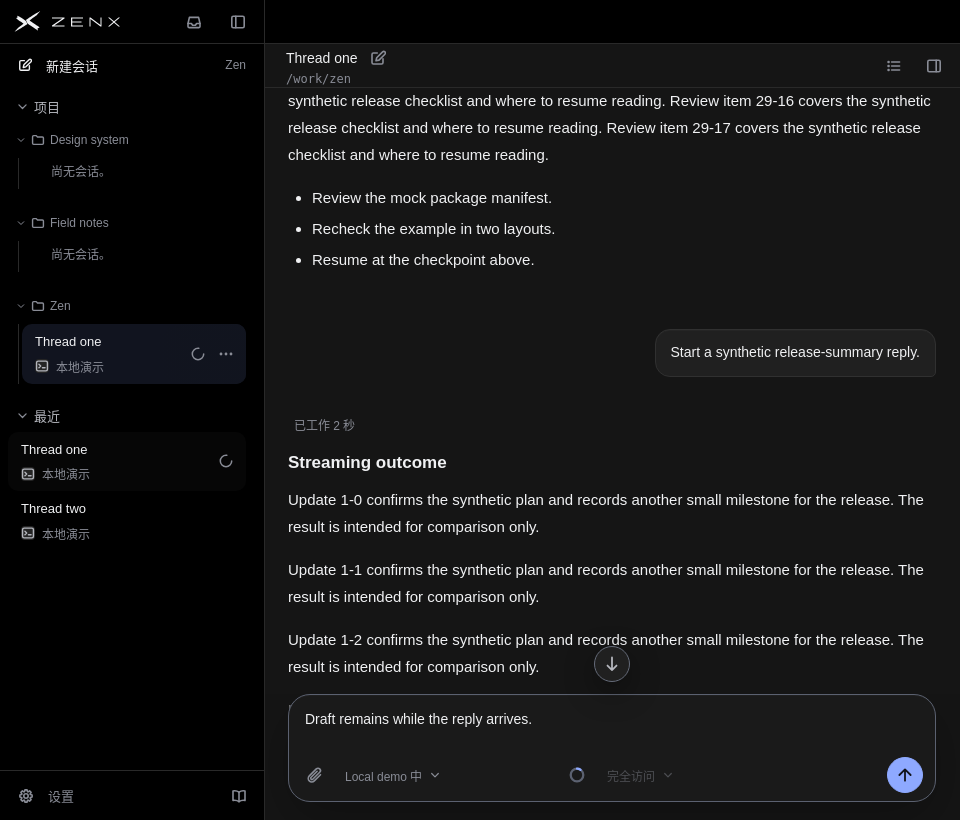 ZENX
新建会话
Zen
项目
Design system
尚无会话。
Field notes
尚无会话。
Zen
Thread one
本地演示
最近
Thread one
本地演示
Thread two
本地演示
设置
Thread one
/work/zen
synthetic release checklist and where to resume reading. Review item 29-16 covers the synthetic
release checklist and where to resume reading. Review item 29-17 covers the synthetic release
checklist and where to resume reading.
• Review the mock package manifest.
• Recheck the example in two layouts.
• Resume at the checkpoint above.
Start a synthetic release-summary reply.
已工作 2 秒
Streaming outcome
Update 1-0 confirms the synthetic plan and records another small milestone for the release. The
result is intended for comparison only.
Update 1-1 confirms the synthetic plan and records another small milestone for the release. The
result is intended for comparison only.
Update 1-2 confirms the synthetic plan and records another small milestone for the release. The
result is intended for comparison only.
Draft remains while the reply arrives.
Local demo 中
完全访问